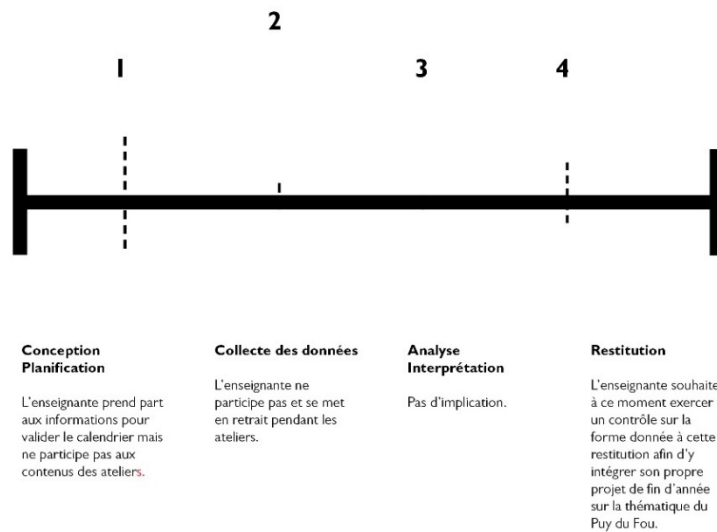 1
2
3
4
Conception
Planification
L'enseignante prend part
aux informations pour
valider le calendrier mais
ne participe pas aux
contenus des ateliers.
Collecte des données
L'enseignante ne
participe pas et se met
en retrait pendant les
ateliers.
Analyse
Interprétation
Pas d'implication.
Restitution
L'enseignante souhaite
à ce moment exercer
un contrôle sur la
forme donnée à cette
restitution afin d'y
intégrer son propre
projet de fin d'année
sur la thématique du
Puy du Fou.